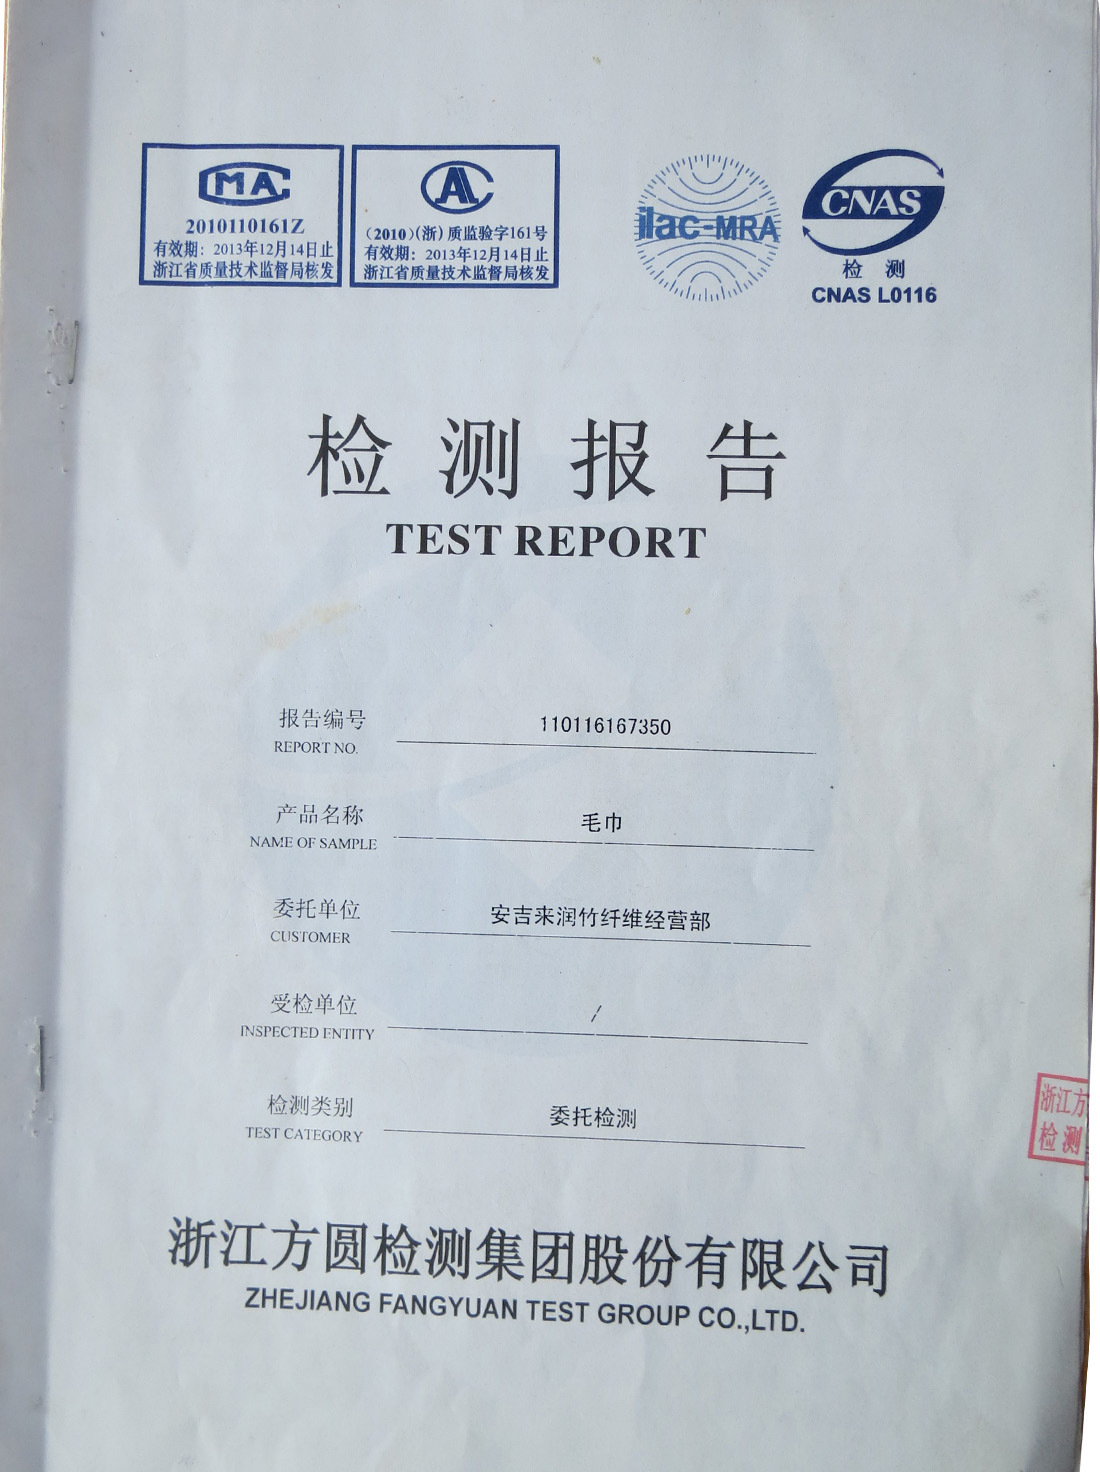 CMA
2010110161Z
有效期：2013年12月14日止
浙江省质量技术监督局核发
CAL
(2010)(浙)质监验字161号
有效期：2013年12月14日止
浙江省质量技术监督局核发
ilac-MRA
CNAS
检 测
CNAS L0116
检测报告
TEST REPORT
报告编号 110116167350
REPORT NO.
产品名称 毛巾
NAME OF SAMPLE
委托单位 安吉来润竹纤维经营部
CUSTOMER
受检单位 /
INSPECTED ENTITY
检测类别 委托检测
TEST CATEGORY
浙江方
检测
浙江方圆检测集团股份有限公司
ZHEJIANG FANGYUAN TEST GROUP CO.,LTD.